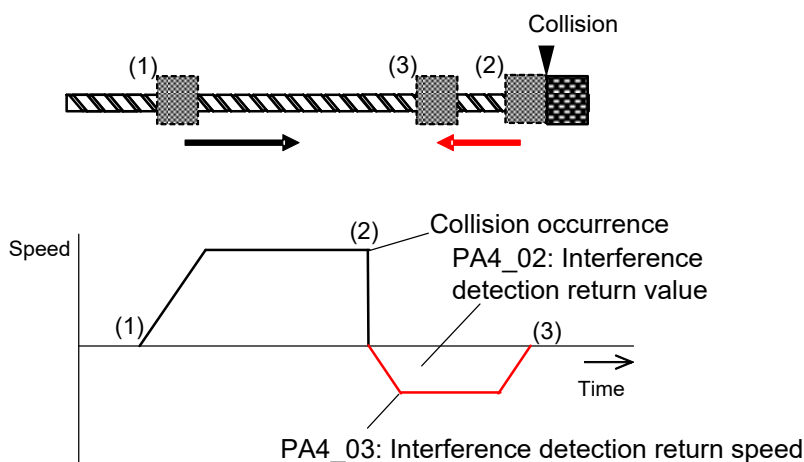 Collision
(1)
(3)
(2)
Speed
(2)
Collision occurrence
PA4_02: Interference
detection return value
(1)
(3)
Time
PA4_03: Interference detection return speed